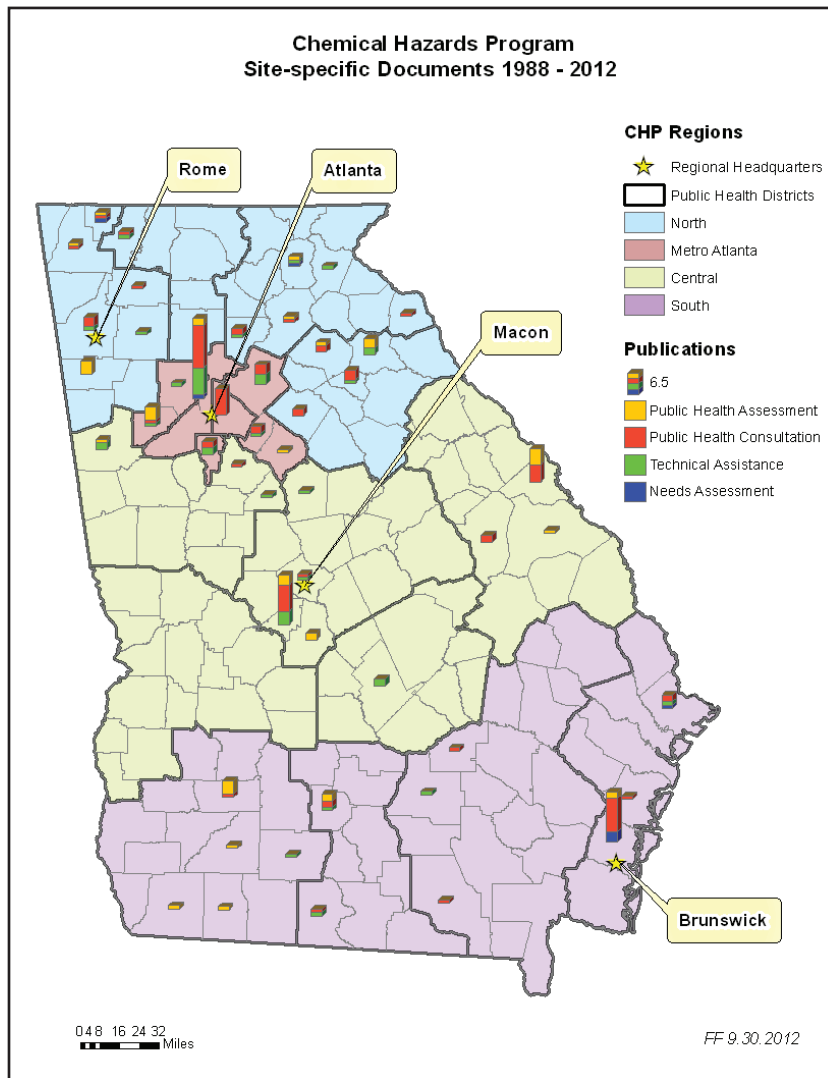 Chemical Hazards Program
Site-specific Documents 1988 - 2012
Rome
Atlanta
Macon
Brunswick
CHP Regions
Regional Headquarters
Public Health Districts
North
Metro Atlanta
Central
South
Publications
6.5
Public Health Assessment
Public Health Consultation
Technical Assistance
Needs Assessment
0 4 8 16 24 32
Miles
FF 9.30.2012